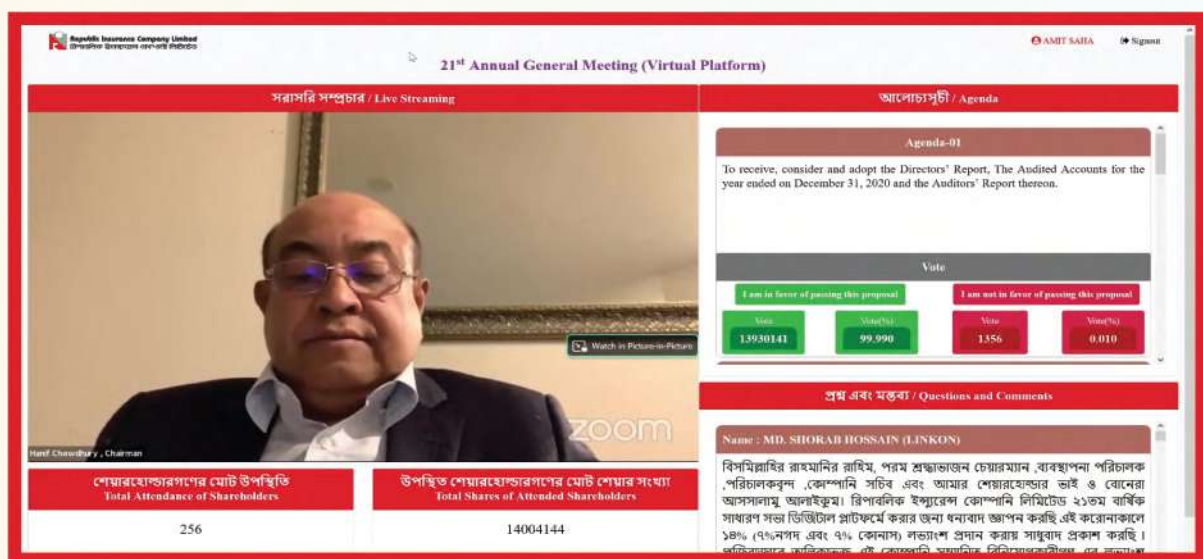 Republic Insurance Company Limited
রিপাবলিক ইনস্যুরেন্স কোম্পানী লিমিটেড
AMIT SAHA
Signout
21st Annual General Meeting (Virtual Platform)
সরাসরি সম্প্রচার / Live Streaming
Watch in Picture-in-Picture
zoom
Hanif Chowdhury , Chairman
শেয়ারহোল্ডারগণের মোট উপস্থিতি
Total Attendance of Shareholders
256
উপস্থিত শেয়ারহোল্ডারগণের মোট শেয়ার সংখ্যা
Total Shares of Attended Shareholders
14004144
আলোচ্যসূচী / Agenda
Agenda-01
To receive, consider and adopt the Directors' Report, The Audited Accounts for the
year ended on December 31, 2020 and the Auditors' Report thereon.
Vote
I am in favor of passing this proposal
I am not in favor of passing this proposal
Vote
13930141
Vote(%)
99.990
Vote
1356
Vote(%)
0.010
প্রশ্ন এবং মন্তব্য / Questions and Comments
Name : MD. SHORAB HOSSAIN (LINKON)
বিসমিল্লাহির রাহমানির রাহিম, পরম শ্রদ্ধাভাজন চেয়ারম্যান ,ব্যবস্থাপনা পরিচালক
,পরিচালকবৃন্দ ,কোম্পানি সচিব এবং আমার শেয়ারহোল্ডার ভাই ও বোনেরা
আসসালামু আলাইকুম। রিপাবলিক ইন্স্যুরেন্স কোম্পানি লিমিটেড ২১তম বার্ষিক
সাধারণ সভা ডিজিটাল প্লাটফর্মে করার জন্য ধন্যবাদ জ্ঞাপন করছি এই করোনাকালে
১৪% (৭%নগদ এবং ৭% বোনাস) লভ্যাংশ প্রদান করায় সাধুবাদ প্রকাশ করছি ।